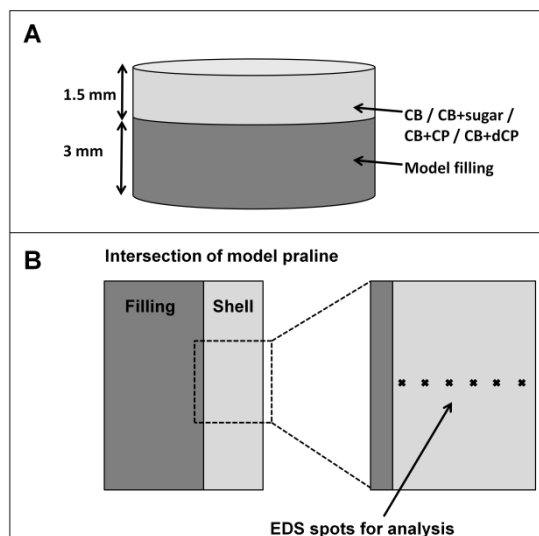 A
1.5 mm
3 mm
CB / CB+sugar /
CB+CP / CB+dCP
Model filling
B
Intersection of model praline
Filling
Shell
EDS spots for analysis